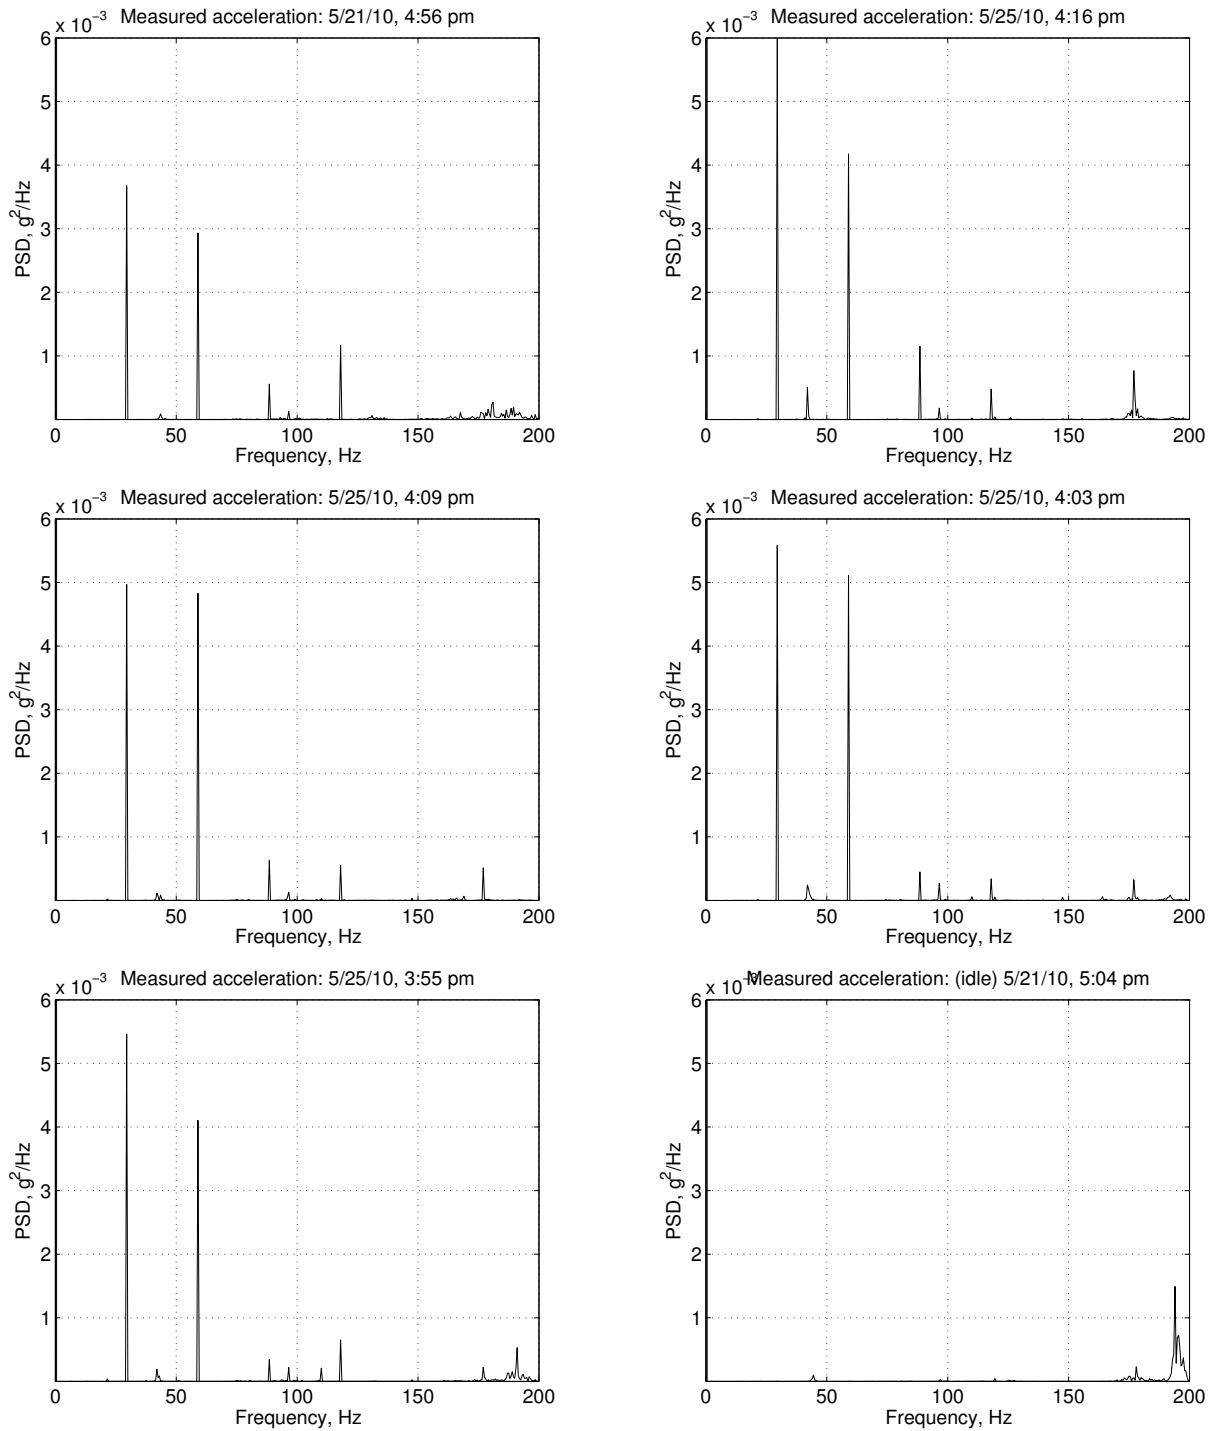 x 10⁻³ Measured acceleration: 5/21/10, 4:56 pm
6
5
4
3
2
1
PSD, g²/Hz
0 50 100 150 200
Frequency, Hz
x 10⁻³ Measured acceleration: 5/25/10, 4:16 pm
6
5
4
3
2
1
PSD, g²/Hz
0 50 100 150 200
Frequency, Hz
x 10⁻³ Measured acceleration: 5/25/10, 4:09 pm
6
5
4
3
2
1
PSD, g²/Hz
0 50 100 150 200
Frequency, Hz
x 10⁻³ Measured acceleration: 5/25/10, 4:03 pm
6
5
4
3
2
1
PSD, g²/Hz
0 50 100 150 200
Frequency, Hz
x 10⁻³ Measured acceleration: 5/25/10, 3:55 pm
6
5
4
3
2
1
PSD, g²/Hz
0 50 100 150 200
Frequency, Hz
x 10⁻³ Measured acceleration: (idle) 5/21/10, 5:04 pm
6
5
4
3
2
1
PSD, g²/Hz
0 50 100 150 200
Frequency, Hz